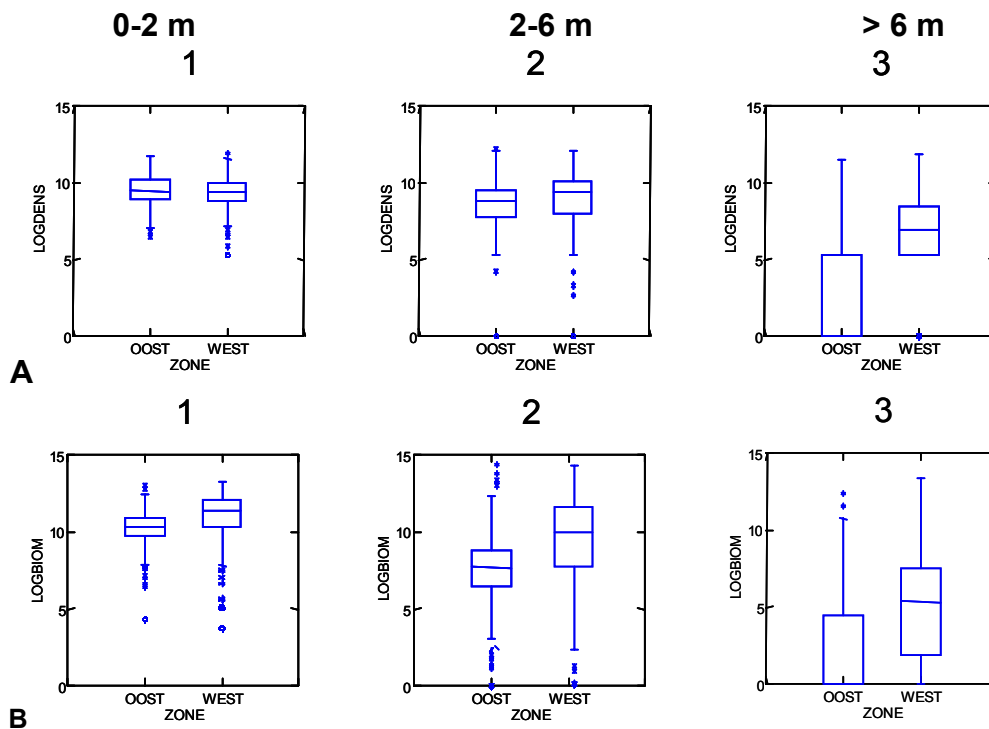 0-2 m 2-6 m > 6 m
1 2 3
15 15 15
10 10 10
LOGDENS LOGDENS LOGDENS
5 5 5
0 0 0
OOST WEST OOST WEST OOST WEST
ZONE ZONE ZONE
A
1 2 3
15 15 15
10 10 10
LOGBIOM LOGBIOM LOGBIOM
5 5 5
0 0 0
OOST WEST OOST WEST OOST WEST
ZONE ZONE ZONE
B